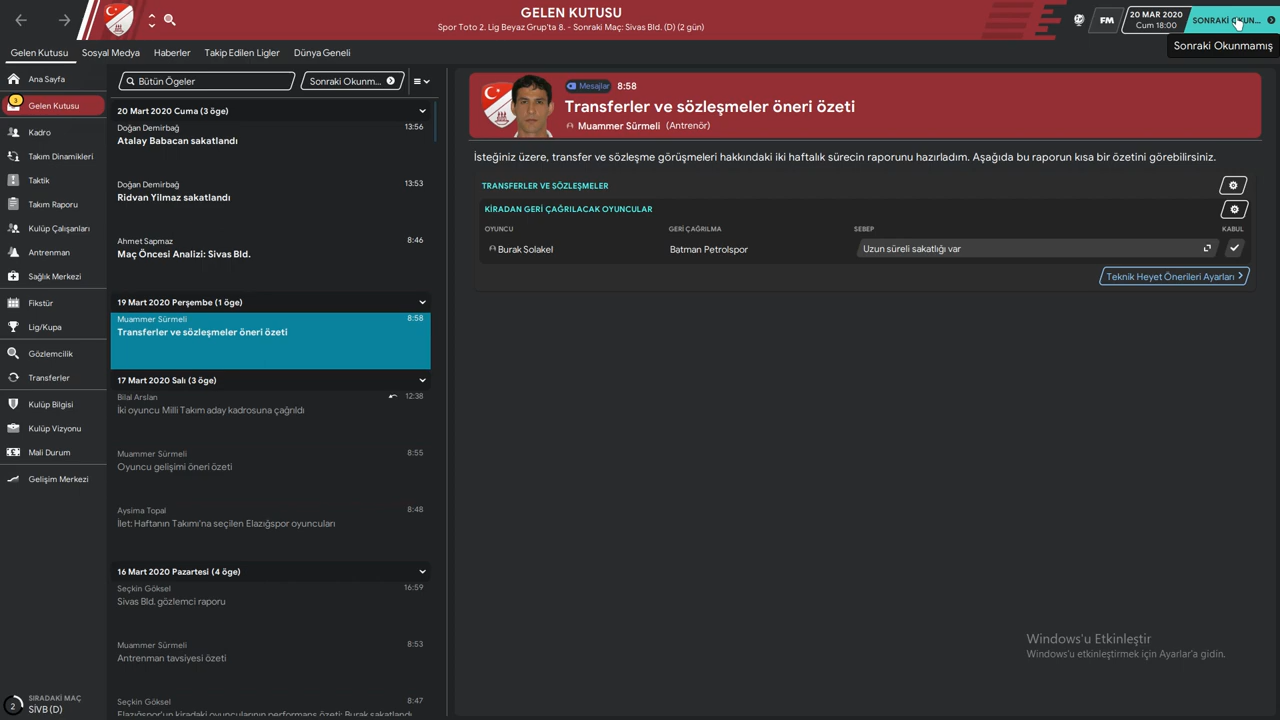 GELEN KUTUSU
Spor Toto 2. Lig Beyaz Grup'ta 8. - Sonraki Maç: Sivas Bld. (D) (2 gün)
FM
20 MAR 2020
Cum 18:00
SONRAKİ OKUN...
Sonraki Okunmamış
Gelen Kutusu
Sosyal Medya
Haberler
Takip Edilen Ligler
Dünya Geneli
Ana Sayfa
3
Gelen Kutusu
Kadro
Takım Dinamikleri
Taktik
Takım Raporu
Kulüp Çalışanları
Antrenman
Sağlık Merkezi
Fikstür
Lig/Kupa
Gözlemcilik
Transferler
Kulüp Bilgisi
Kulüp Vizyonu
Mali Durum
Gelişim Merkezi
2
SIRADAKİ MAÇ
SİVB (D)
Bütün Ögeler
Sonraki Okunm...
20 Mart 2020 Cuma (3 öge)
Doğan Demirbağ 13:56
Atalay Babacan sakatlandı
Doğan Demirbağ 13:53
Ridvan Yilmaz sakatlandı
Ahmet Sapmaz 8:46
Maç Öncesi Analizi: Sivas Bld.
19 Mart 2020 Perşembe (1 öge)
Muammer Sürmeli 8:58
Transferler ve sözleşmeler öneri özeti
17 Mart 2020 Salı (3 öge)
Bilal Arslan 12:38
İki oyuncu Milli Takım aday kadrosuna çağrıldı
Muammer Sürmeli 8:55
Oyuncu gelişimi öneri özeti
Aysima Topal 8:48
İlet: Haftanın Takımı'na seçilen Elazığspor oyuncuları
16 Mart 2020 Pazartesi (4 öge)
Seçkin Göksel 16:59
Sivas Bld. gözlemci raporu
Muammer Sürmeli 8:53
Antrenman tavsiyesi özeti
Seçkin Göksel 8:47
Elazığspor'un kiradaki oyuncularının performans özeti: Burak sakatlandı
Mesajlar 8:58
Transferler ve sözleşmeler öneri özeti
Muammer Sürmeli (Antrenör)
İsteğiniz üzere, transfer ve sözleşme görüşmeleri hakkındaki iki haftalık sürecin raporunu hazırladım. Aşağıda bu raporun kısa bir özetini görebilirsiniz.
TRANSFERLER VE SÖZLEŞMELER
KİRADAN GERİ ÇAĞRILACAK OYUNCULAR
OYUNCU GERİ ÇAĞRILMA SEBEP KABUL
Burak Solakel Batman Petrolspor Uzun süreli sakatlığı var
Teknik Heyet Önerileri Ayarları
Windows'u Etkinleştir
Windows'u etkinleştirmek için Ayarlar'a gidin.